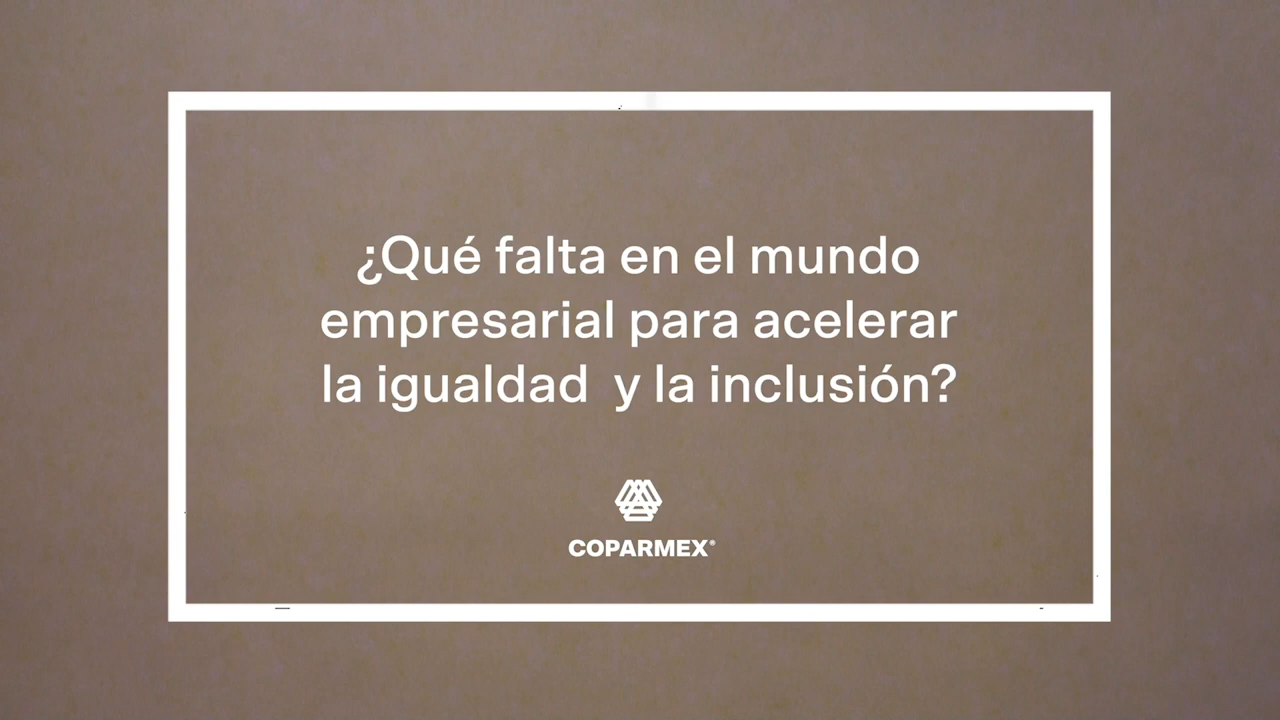 ¿Qué falta en el mundo
empresarial para acelerar
la igualdad  y la inclusión?
COPARMEX®